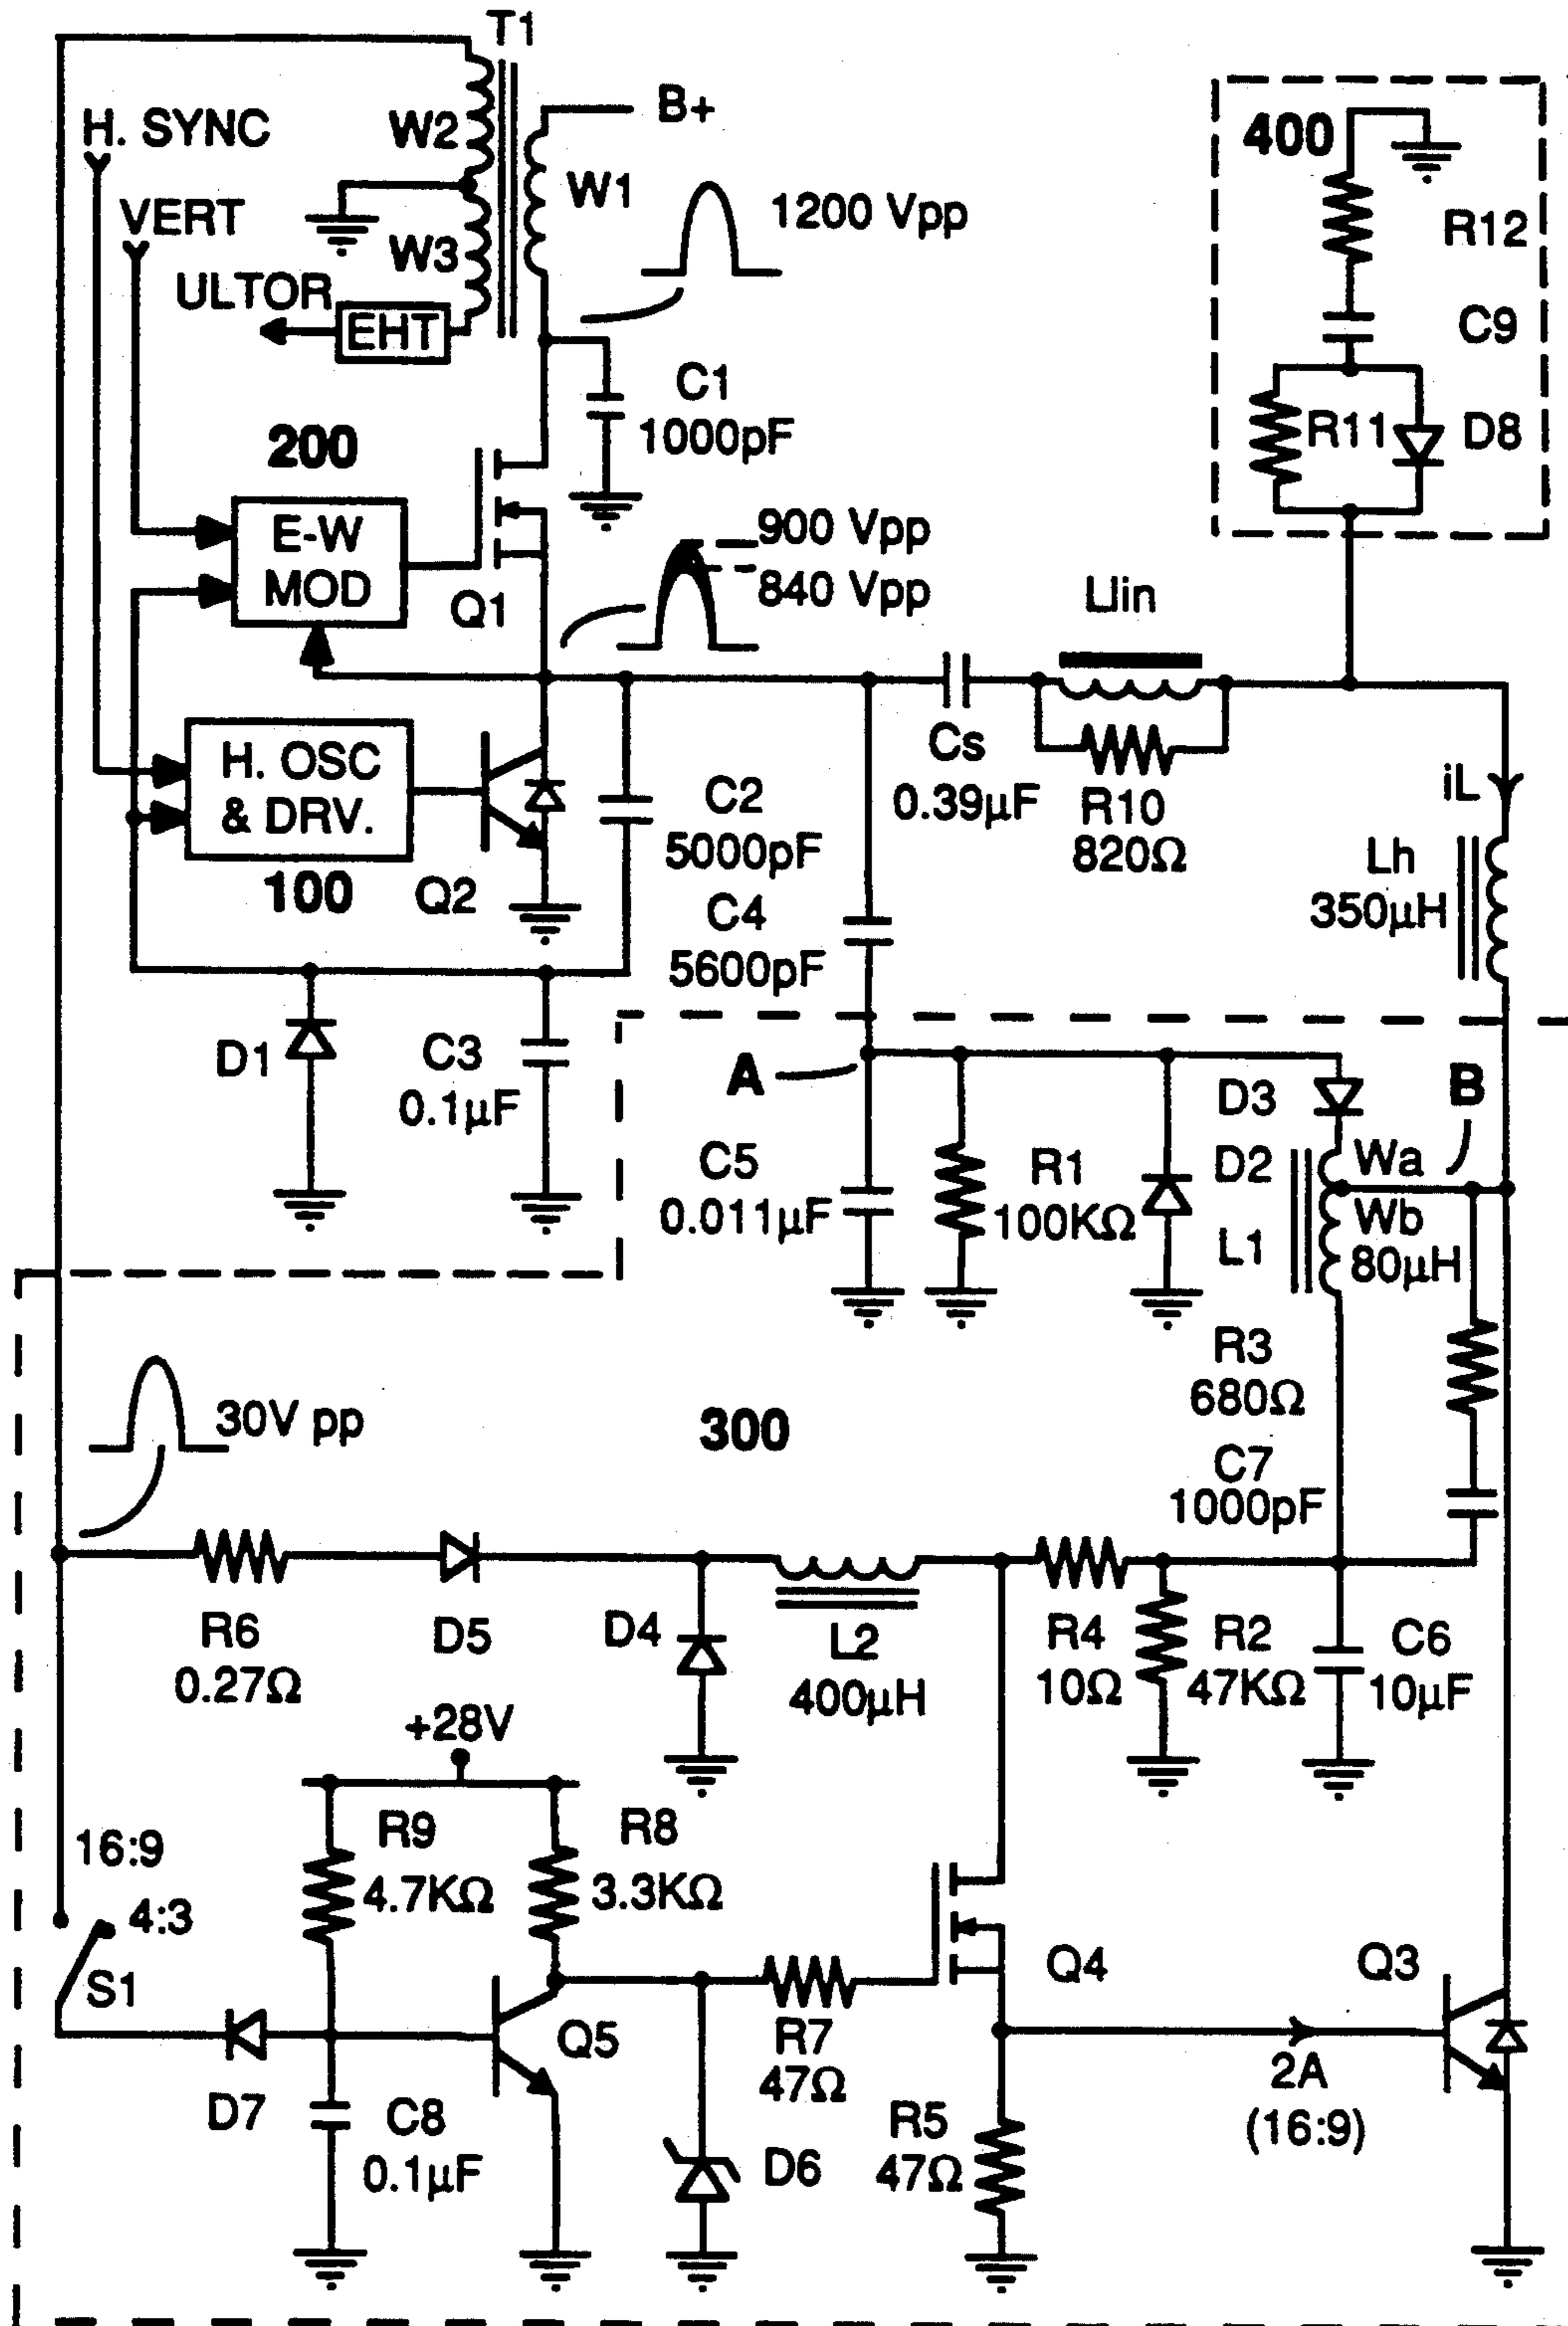 T1
H. SYNC
W2
B+
400
W1
1200 Vpp
R12
VERT
W3
ULTOR
EHT
C9
C1
1000pF
R11
D8
200
E-W
MOD
Q1
900 Vpp
840 Vpp
Llin
H. OSC
& DRV.
100
Q2
C2
5000pF
Cs
0.39μF
R10
820Ω
iL
Lh
350μH
C4
5600pF
D1
C3
0.1μF
A
D3
B
C5
0.011μF
R1
100KΩ
D2
Wa
Wb
L1
80μH
R3
680Ω
30V pp
300
C7
1000pF
R6
0.27Ω
D5
D4
L2
400μH
R4
10Ω
R2
47KΩ
C6
10μF
+28V
16:9
4:3
S1
R9
4.7KΩ
R8
3.3KΩ
Q4
Q3
Q5
R7
47Ω
2A
(16:9)
D7
C8
0.1μF
D6
R5
47Ω